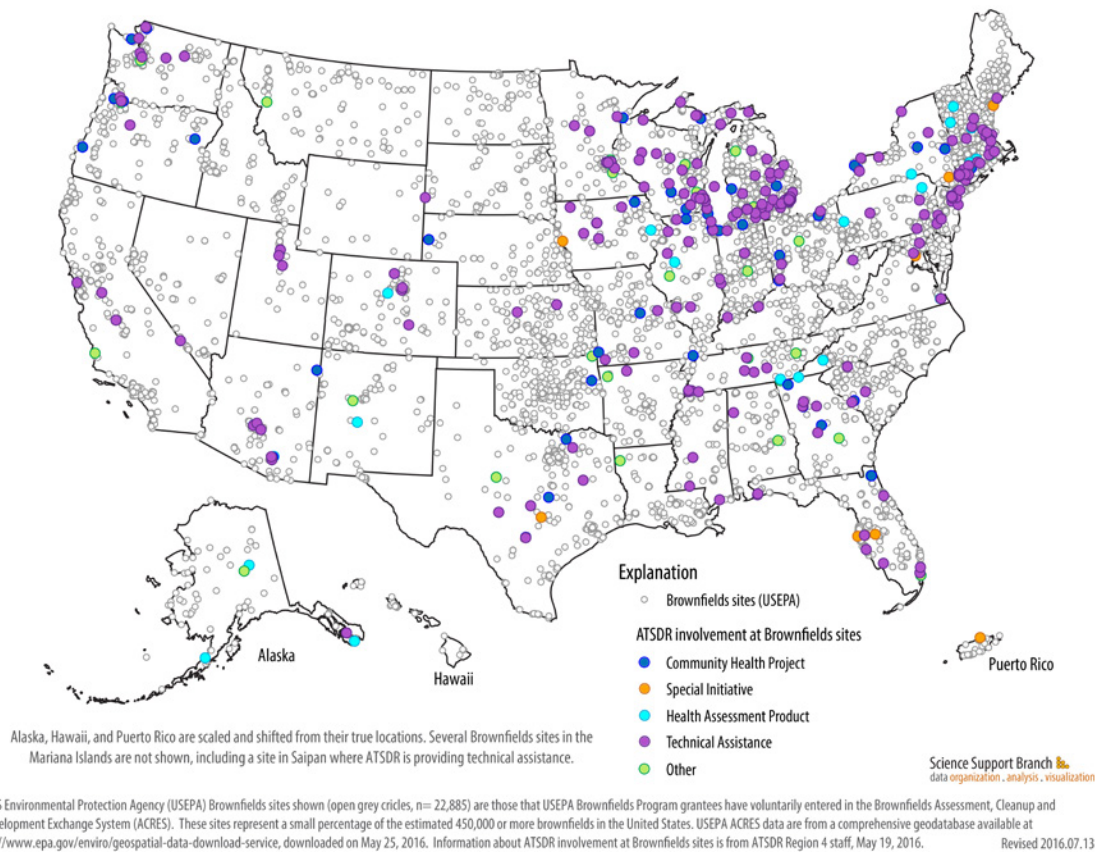 Explanation
Brownfields sites (USEPA)
ATSDR involvement at Brownfields sites
Community Health Project
Special Initiative
Health Assessment Product
Technical Assistance
Other
Alaska
Hawaii
Puerto Rico
Alaska, Hawaii, and Puerto Rico are scaled and shifted from their true locations. Several Brownfields sites in the
Mariana Islands are not shown, including a site in Saipan where ATSDR is providing technical assistance.
Science Support Branch
data organization . analysis . visualization
S Environmental Protection Agency (USEPA) Brownfields sites shown (open grey cricles, n= 22,885) are those that USEPA Brownfields Program grantees have voluntarily entered in the Brownfields Assessment, Cleanup and
elopment Exchange System (ACRES). These sites represent a small percentage of the estimated 450,000 or more brownfields in the United States. USEPA ACRES data are from a comprehensive geodatabase available at
//www.epa.gov/enviro/geospatial-data-download-service, downloaded on May 25, 2016. Information about ATSDR involvement at Brownfields sites is from ATSDR Region 4 staff, May 19, 2016.
Revised 2016.07.13